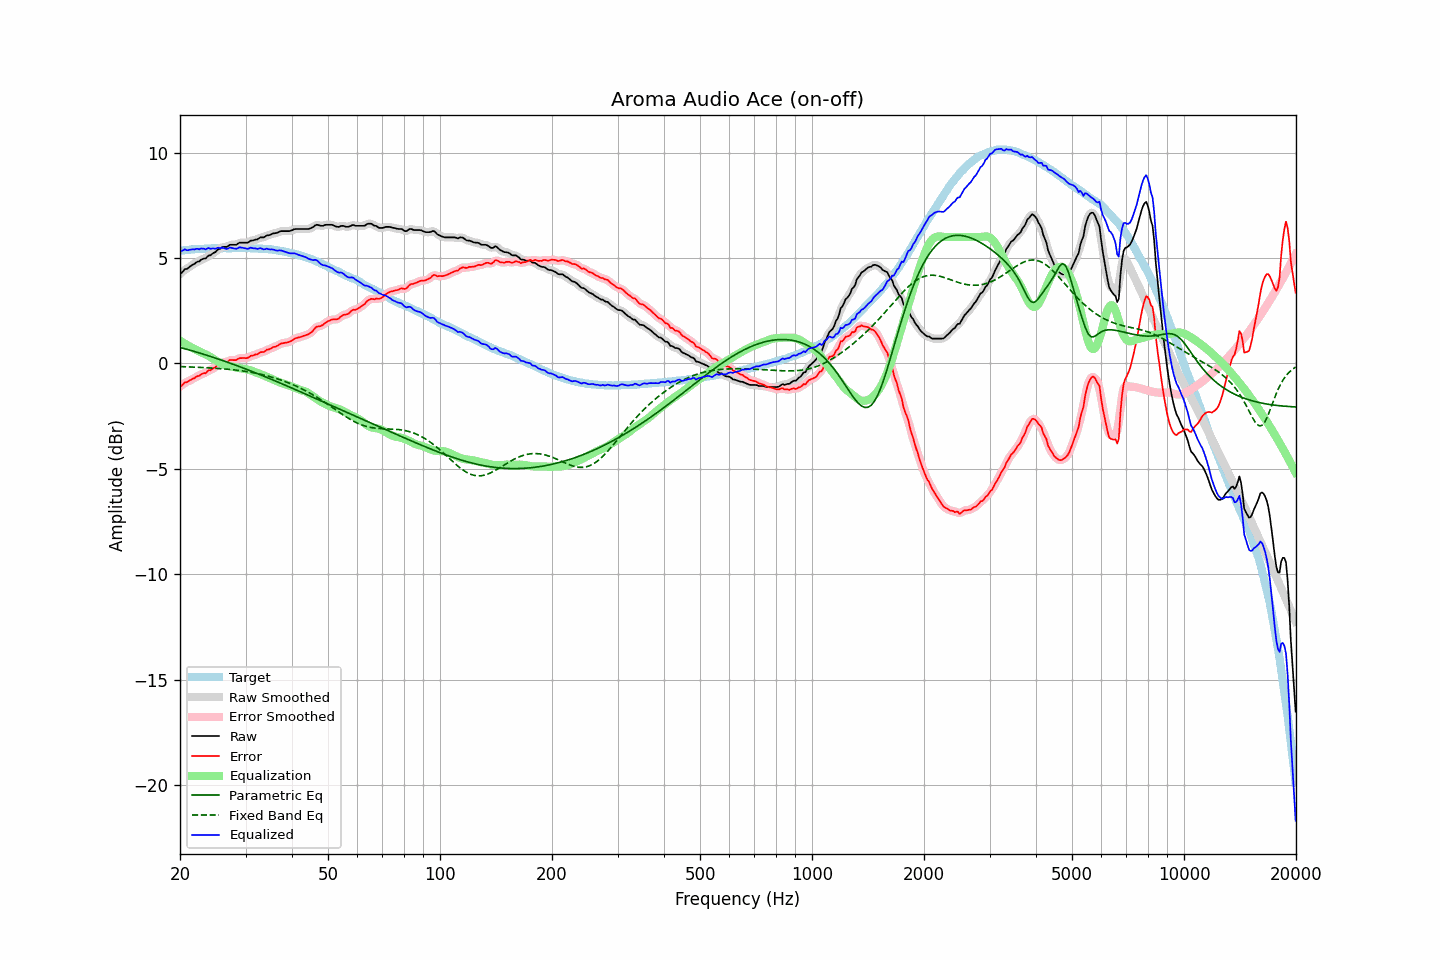 Aroma Audio Ace (on-off)
Amplitude (dBr)
10
5
0
−5
−10
−15
−20
Target
Raw Smoothed
Error Smoothed
Raw
Error
Equalization
Parametric Eq
Fixed Band Eq
Equalized
20 50 100 200 500 1000 2000 5000 10000 20000
Frequency (Hz)